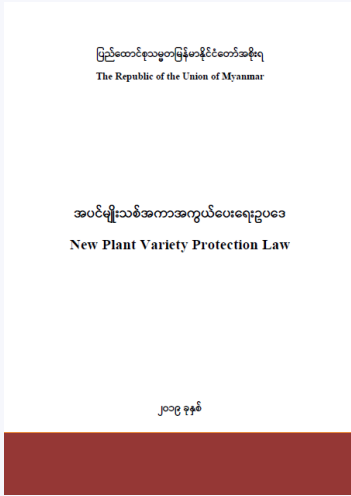 ပြည်ထောင်စုသမ္မတမြန်မာနိုင်ငံတော်အစိုးရ
The Republic of the Union of Myanmar
အပင်မျိုးသစ်အကာအကွယ်ပေးရေးဥပဒေ
New Plant Variety Protection Law
၂၀၁၉ ခုနှစ်